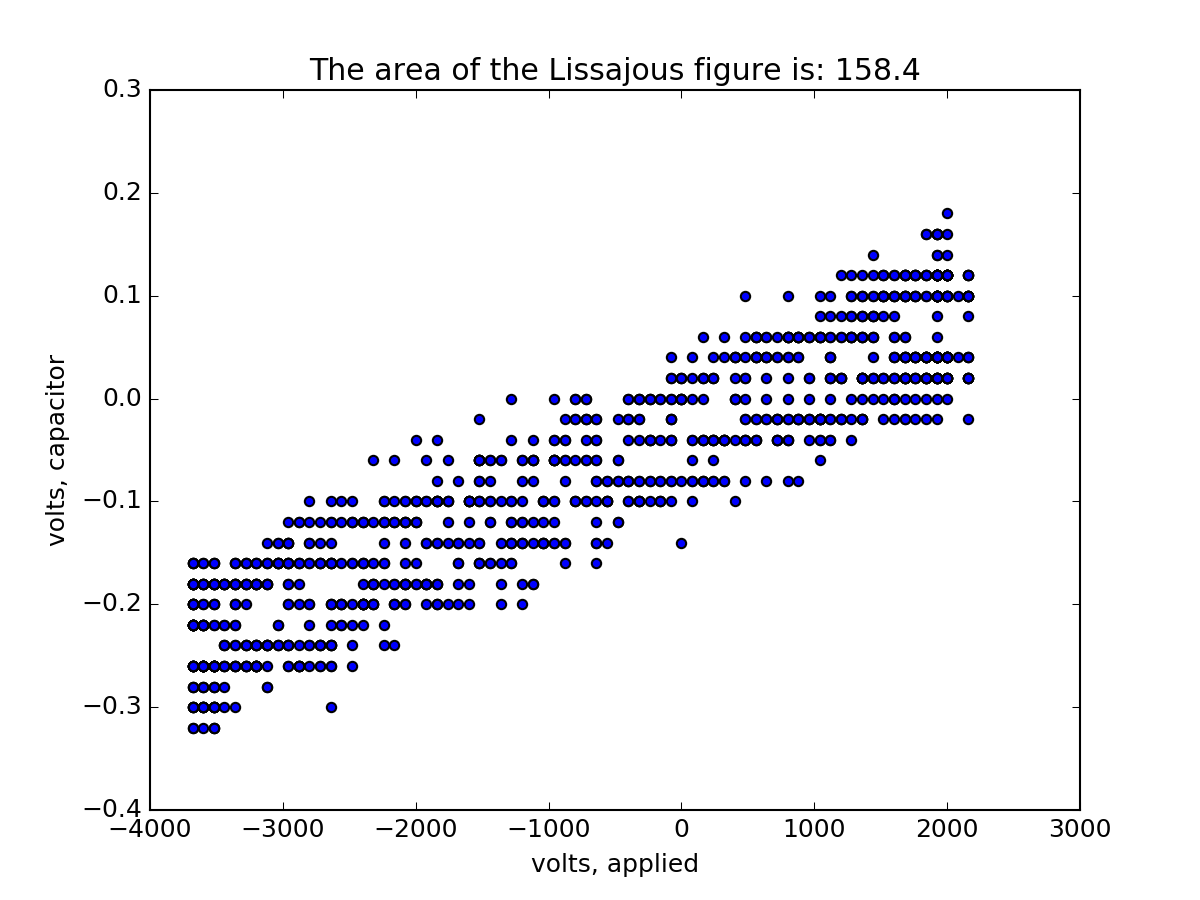 The area of the Lissajous figure is: 158.4
0.3
0.2
0.1
0.0
−0.1
−0.2
−0.3
−0.4
volts, capacitor
−4000 −3000 −2000 −1000 0 1000 2000 3000
volts, applied